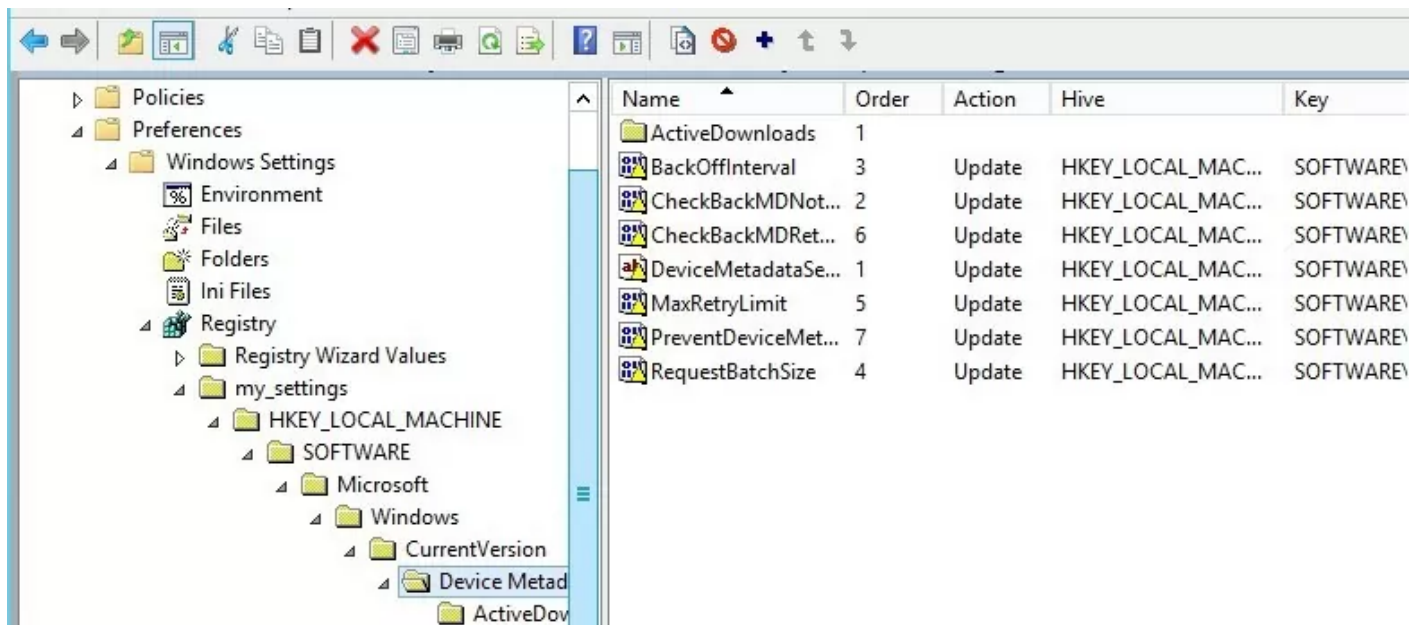 Policies
Preferences
Windows Settings
Environment
Files
Folders
Ini Files
Registry
Registry Wizard Values
my_settings
HKEY_LOCAL_MACHINE
SOFTWARE
Microsoft
Windows
CurrentVersion
Device Metad
ActiveDov
Name Order Action Hive Key
ActiveDownloads 1
BackOffInterval 3 Update HKEY_LOCAL_MAC... SOFTWARE\
CheckBackMDNot... 2 Update HKEY_LOCAL_MAC... SOFTWARE\
CheckBackMDRet... 6 Update HKEY_LOCAL_MAC... SOFTWARE\
DeviceMetadataSe... 1 Update HKEY_LOCAL_MAC... SOFTWARE\
MaxRetryLimit 5 Update HKEY_LOCAL_MAC... SOFTWARE\
PreventDeviceMet... 7 Update HKEY_LOCAL_MAC... SOFTWARE\
RequestBatchSize 4 Update HKEY_LOCAL_MAC... SOFTWARE\